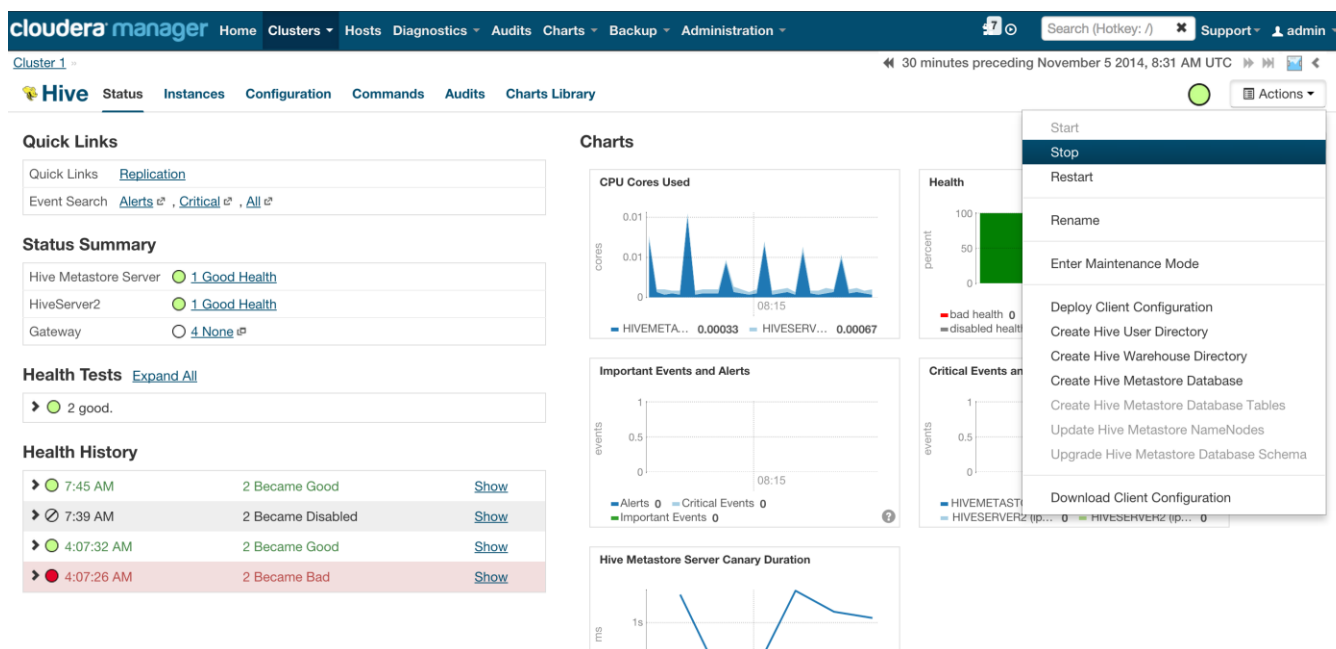 cloudera manager Home Clusters Hosts Diagnostics Audits Charts Backup Administration 7 Search (Hotkey: /) Support admin
Cluster 1 30 minutes preceding November 5 2014, 8:31 AM UTC
Hive Status Instances Configuration Commands Audits Charts Library Actions
Quick Links
Quick Links Replication
Event Search Alerts , Critical , All
Status Summary
Hive Metastore Server 1 Good Health
HiveServer2 1 Good Health
Gateway 4 None
Health Tests Expand All
2 good.
Health History
7:45 AM 2 Became Good Show
7:39 AM 2 Became Disabled Show
4:07:32 AM 2 Became Good Show
4:07:26 AM 2 Became Bad Show
Charts
CPU Cores Used
cores
0.01
0.01
0
08:15
HIVEMETA... 0.00033 HIVESERV... 0.00067
Health
percent
100
50
0
bad health 0
disabled healt
Important Events and Alerts
events
1
0.5
0
08:15
Alerts 0 Critical Events 0
Important Events 0
?
Critical Events an
events
1
0.5
0
HIVEMETAST
HIVESERVER2 (ip... 0 HIVESERVER2 (ip... 0
Hive Metastore Server Canary Duration
ms
1s
Start
Stop
Restart
Rename
Enter Maintenance Mode
Deploy Client Configuration
Create Hive User Directory
Create Hive Warehouse Directory
Create Hive Metastore Database
Create Hive Metastore Database Tables
Update Hive Metastore NameNodes
Upgrade Hive Metastore Database Schema
Download Client Configuration